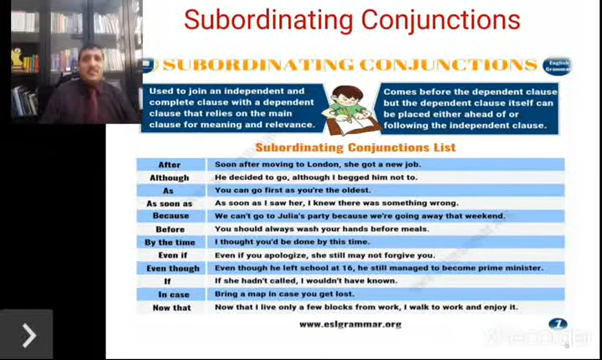 Subordinating Conjunctions
SUBORDINATING CONJUNCTIONS
English Grammar
Used to join an independent and
complete clause with a dependent
clause that relies on the main
clause for meaning and relevance.
Comes before the dependent clause
but the dependent clause itself can
be placed either ahead of or
following the independent clause.
Subordinating Conjunctions List
After Soon after moving to London, she got a new job.
Although He decided to go, although I begged him not to.
As You can go first as you're the oldest.
As soon as As soon as I saw her, I knew there was something wrong.
Because We can't go to Julia's party because we're going away that weekend.
Before You should always wash your hands before meals.
By the time I thought you'd be done by this time.
Even if Even if you apologize, she still may not forgive you.
Even though Even though he left school at 16, he still managed to become prime minister.
If If she hadn't called, I wouldn't have known.
In case Bring a map in case you get lost.
Now that Now that I live only a few blocks from work, I walk to work and enjoy it.
www.eslgrammar.org
7